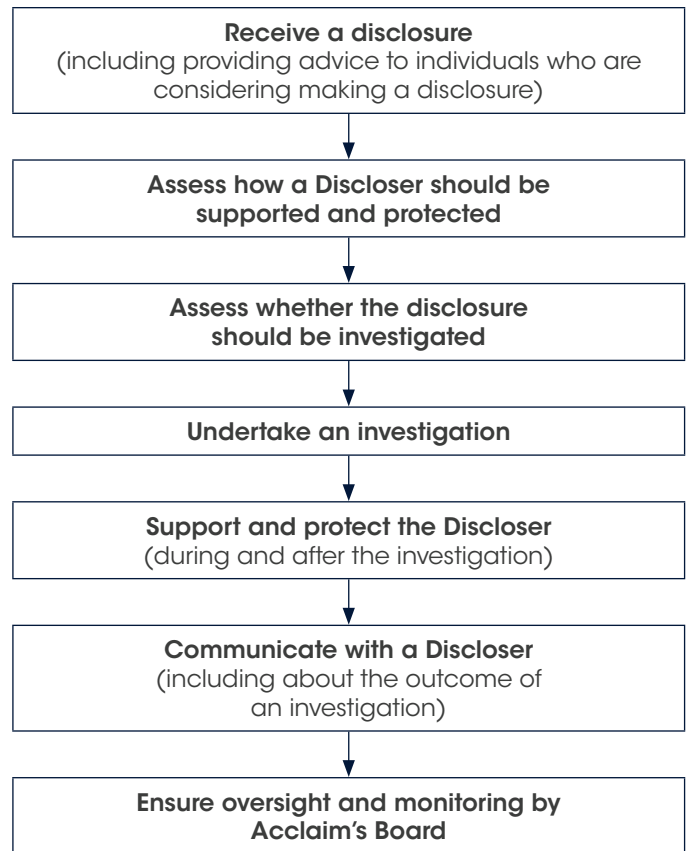 Receive a disclosure
(including providing advice to individuals who are
considering making a disclosure)
Assess how a Discloser should be
supported and protected
Assess whether the disclosure
should be investigated
Undertake an investigation
Support and protect the Discloser
(during and after the investigation)
Communicate with a Discloser
(including about the outcome of
an investigation)
Ensure oversight and monitoring by
Acclaim’s Board